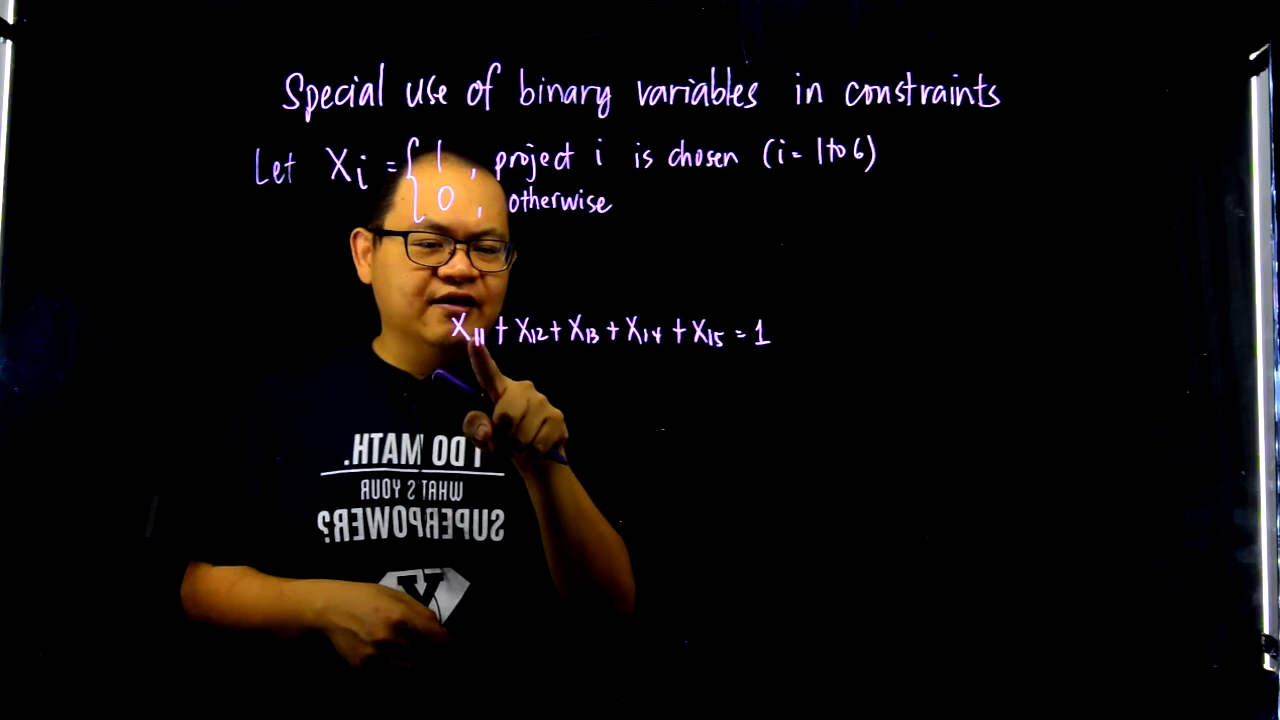 Special use of binary variables in constraints
Let Xi = { 1 , project i is chosen (i = 1 to 6)
0 , otherwise
X11 + X12 + X13 + X14 + X15 = 1
I DO MATH.
WHAT'S YOUR
SUPERPOWER?